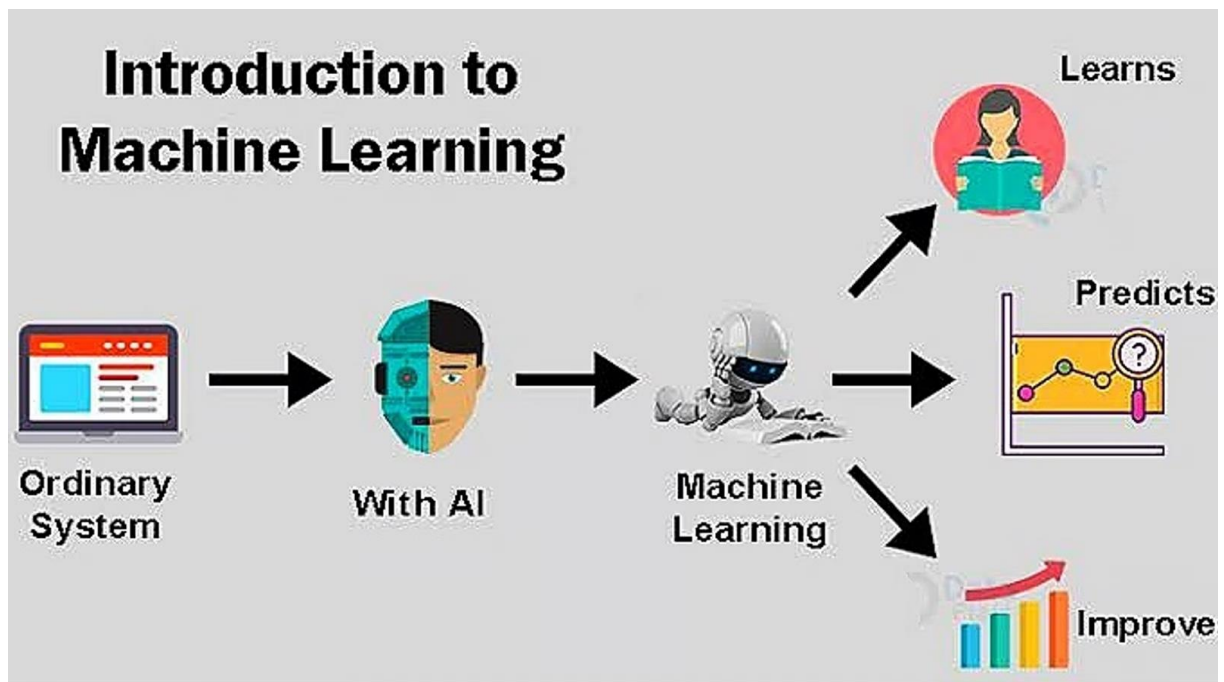 Introduction to
Machine Learning
Learns
Predicts
?
Ordinary
System
With AI
Machine
Learning
Improve